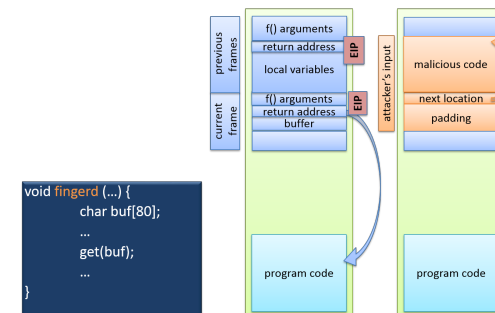 previous
frames
f() arguments
return address
EIP
local variables
current
frame
f() arguments
return address
EIP
buffer
program code
attacker's input
malicious code
next location
padding
program code
void fingerd (…) {
char buf[80];
…
get(buf);
…
}